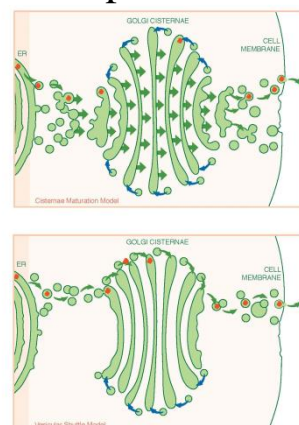 GOLGI CISTERNAE
ER
CELL
MEMBRANE
Cisternae Maturation Model
GOLGI CISTERNAE
ER
CELL
MEMBRANE
Vesicular Shuttle Model